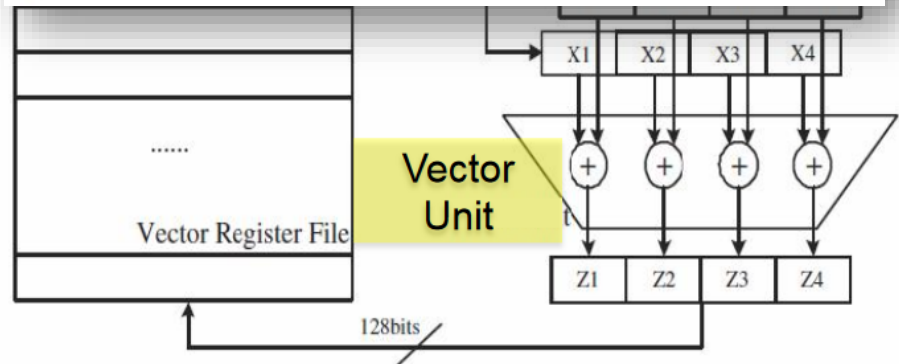 X1 X2 X3 X4
......
+ + + +
Vector
Unit
t
Vector Register File
Z1 Z2 Z3 Z4
128bits